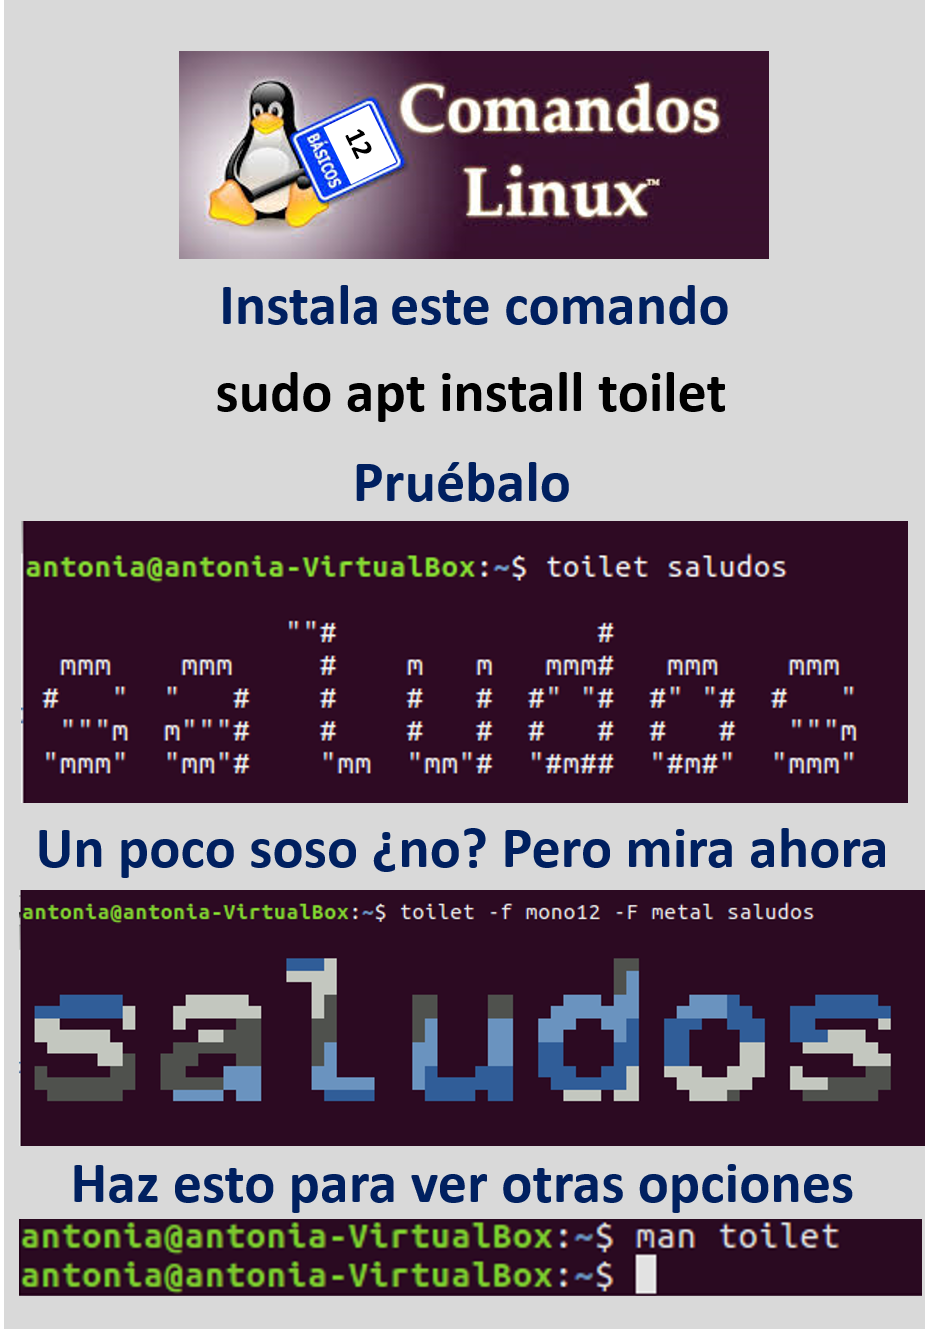 BÁSICOS
12
Comandos
Linux™
Instala este comando
sudo apt install toilet
Pruébalo
antonia@antonia-VirtualBox:~$ toilet saludos
""#                #
 mmm    mmm     #    m   m   mmm#   mmm    mmm
#   "  "   #    #    #   #  #" "#  #" "#  #   "
 """m  m"""#    #    #   #  #   #  #   #   """m
"mmm"  "mm"#    "mm  "mm"#  "#m##  "#m#"  "mmm"
Un poco soso ¿no? Pero mira ahora
antonia@antonia-VirtualBox:~$ toilet -f mono12 -F metal saludos
saludos
Haz esto para ver otras opciones
antonia@antonia-VirtualBox:~$ man toilet
antonia@antonia-VirtualBox:~$